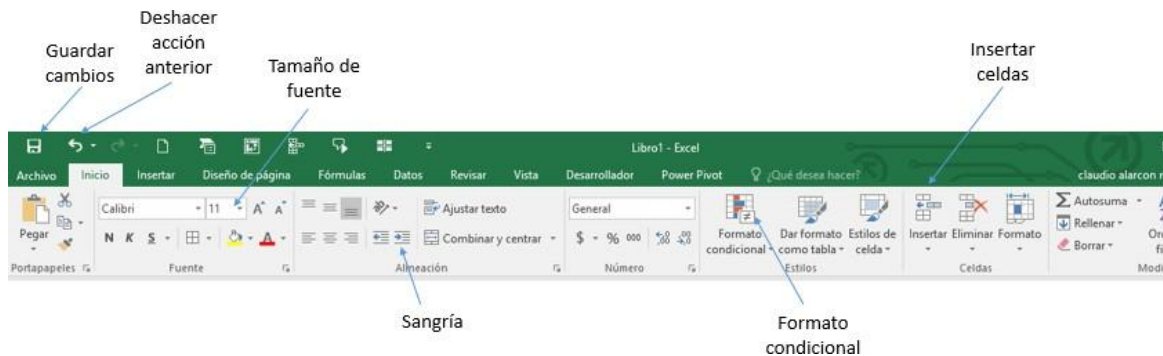 Deshacer
acción
anterior
Guardar
cambios
Tamaño de
fuente
Insertar
celdas
Libro1 - Excel
Archivo Inicio Insertar Diseño de página Fórmulas Datos Revisar Vista Desarrollador Power Pivot ¿Qué desea hacer? claudio alarcon
Calibri 11 A A Ajustar texto General Autosuma
Pegar Rellenar
N K S A Combinar y centrar $ % 000 Formato Dar formato Estilos de Insertar Eliminar Formato
condicional como tabla celda Borrar
Portapapeles Fuente Alineación Número Estilos Celdas
Sangría
Formato
condicional